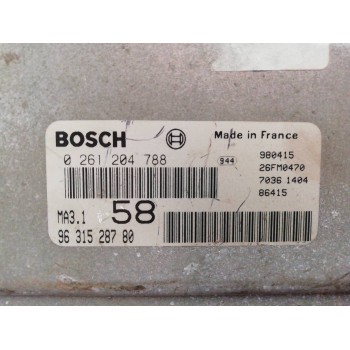 BOSCH
Made in France
0 261 204 788
944
980415
26FM0470
7036 1404
86415
MA3.1
58
96 315 287 80